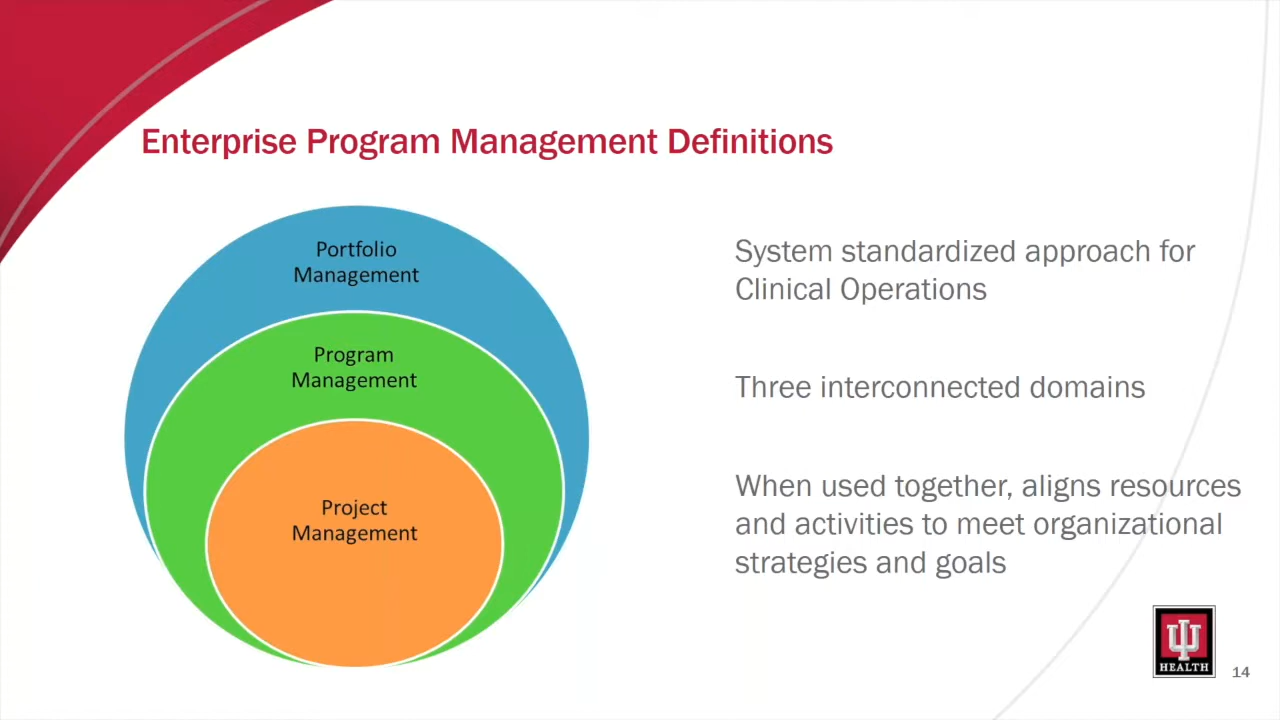 Enterprise Program Management Definitions
Portfolio
Management
Program
Management
Project
Management
System standardized approach for
Clinical Operations
Three interconnected domains
When used together, aligns resources
and activities to meet organizational
strategies and goals
HEALTH
14